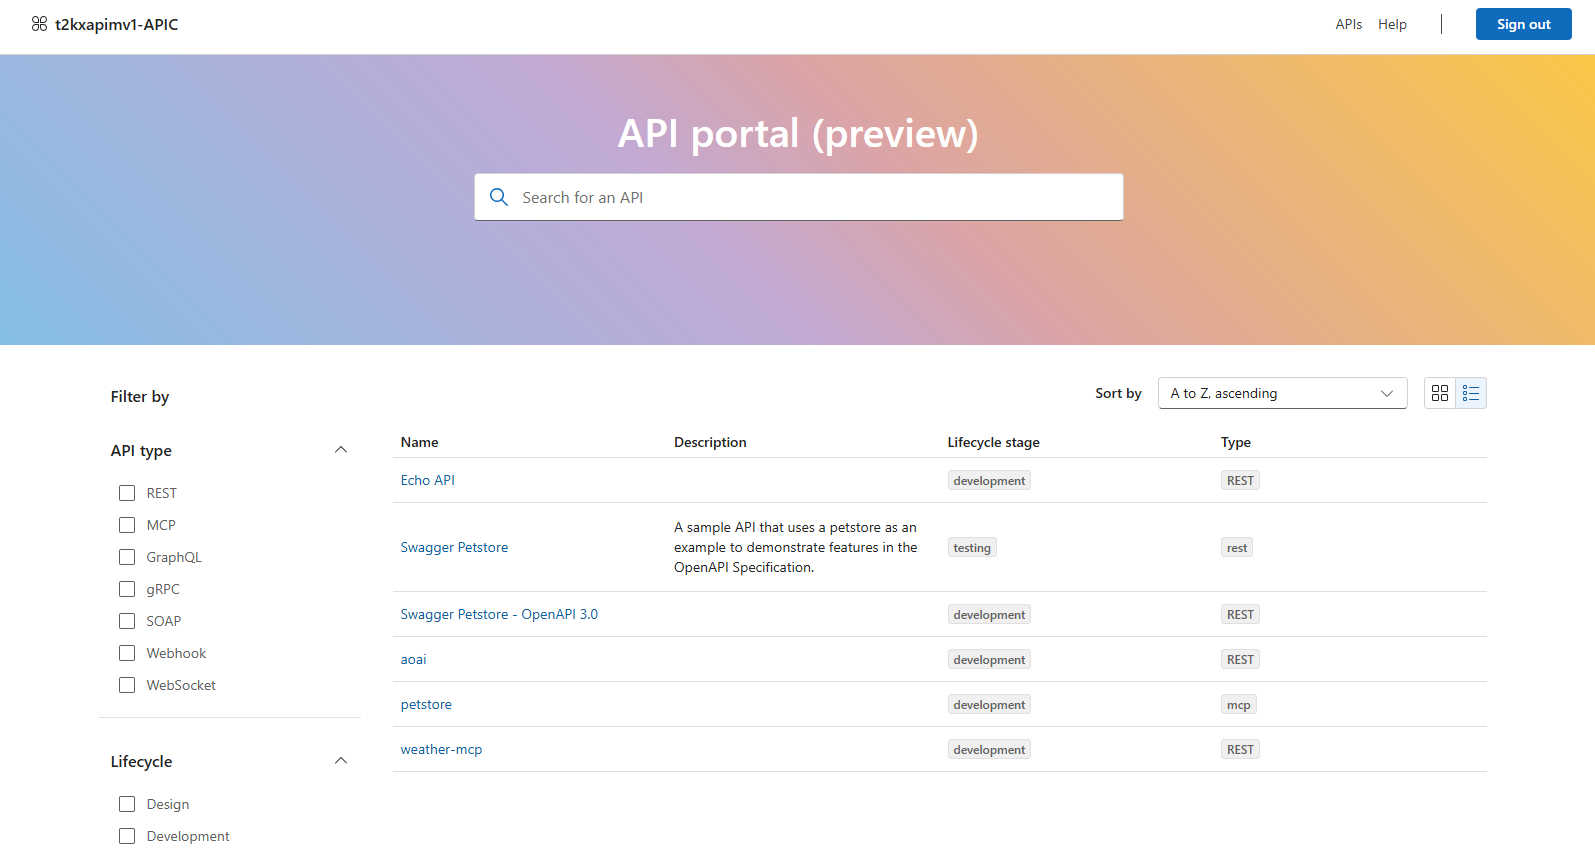 t2kxapimv1-APIC
APIs Help Sign out
API portal (preview)
Search for an API
Filter by
Sort by A to Z, ascending
API type
REST
MCP
GraphQL
gRPC
SOAP
Webhook
WebSocket
Lifecycle
Design
Development
Name Description Lifecycle stage Type
Echo API development REST
A sample API that uses a petstore as an
Swagger Petstore example to demonstrate features in the testing rest
OpenAPI Specification.
Swagger Petstore - OpenAPI 3.0 development REST
aoai development REST
petstore development mcp
weather-mcp development REST